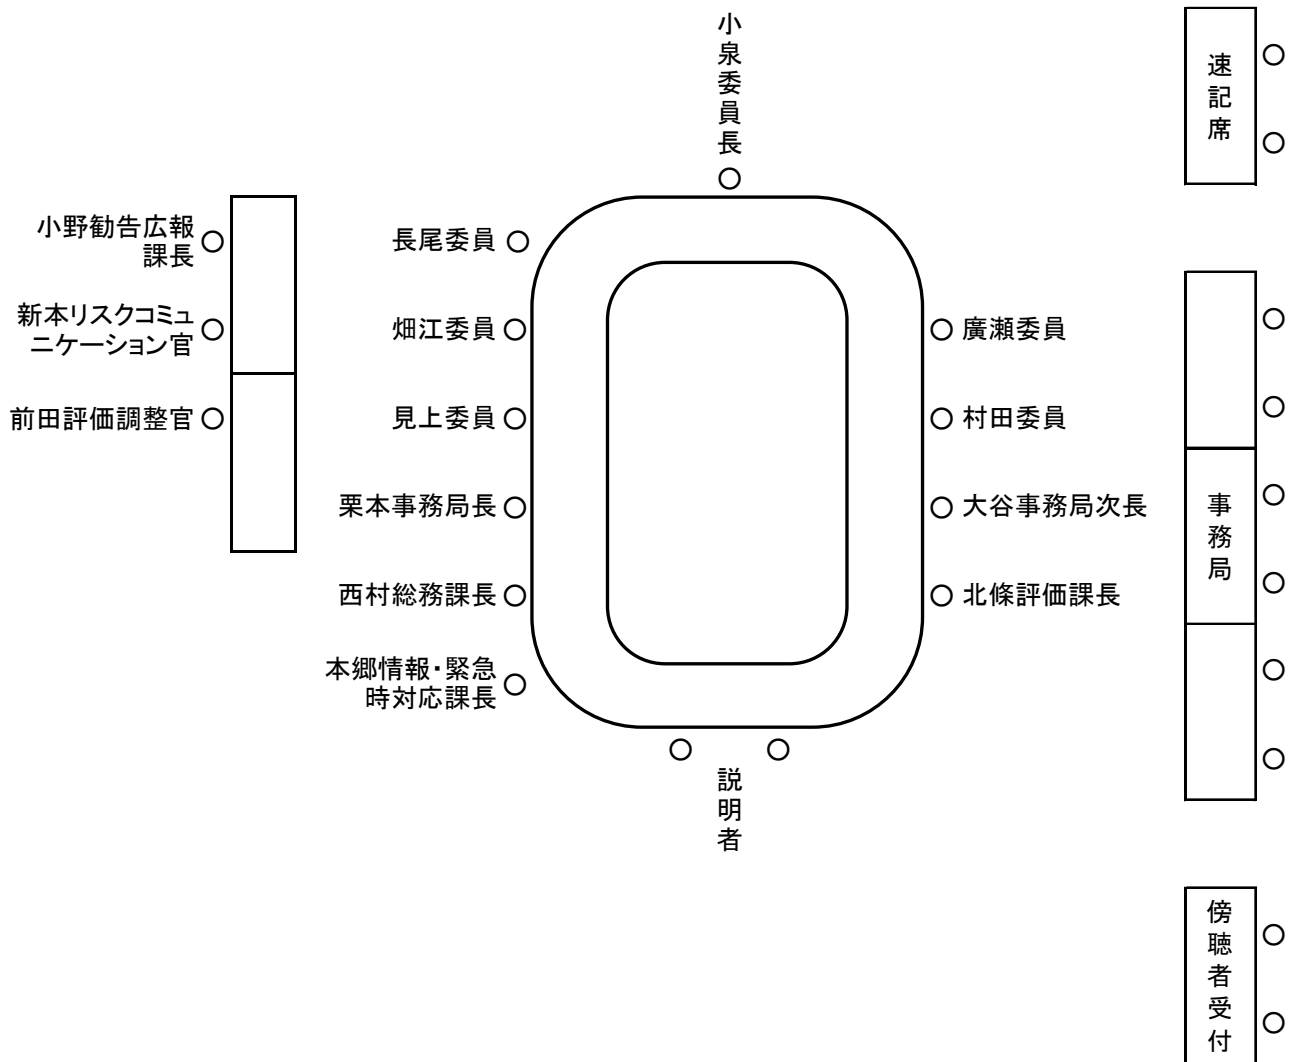 小泉委員長
速記席
小野勧告広報
課長
新本リスクコミュ
ニケーション官
前田評価調整官
長尾委員
畑江委員
見上委員
栗本事務局長
西村総務課長
本郷情報・緊急
時対応課長
廣瀬委員
村田委員
大谷事務局次長
北條評価課長
事務局
説明者
傍聴者受付